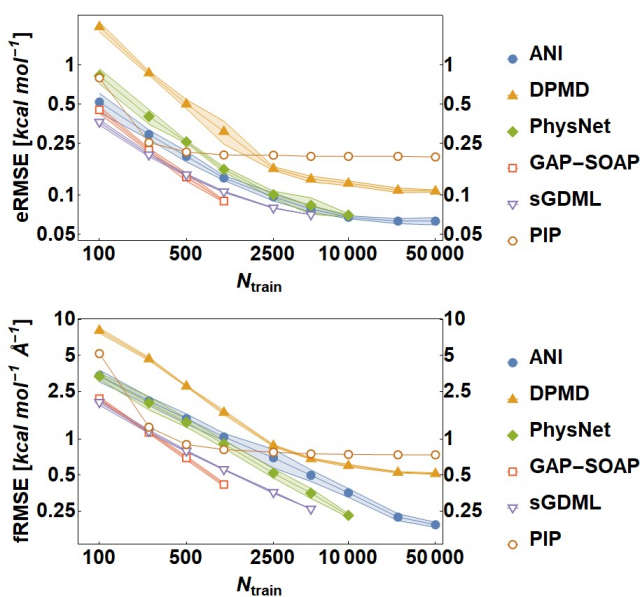 eRMSE [kcal mol⁻¹]
1
0.5
0.25
0.1
0.05
1
0.5
0.25
0.1
0.05
100 500 2500 10 000 50 000
N_train
ANI
DPMD
PhysNet
GAP-SOAP
sGDML
PIP
fRMSE [kcal mol⁻¹ Å⁻¹]
10
5
2.5
1
0.5
0.25
10
5
2.5
1
0.5
0.25
100 500 2500 10 000 50 000
N_train
ANI
DPMD
PhysNet
GAP-SOAP
sGDML
PIP